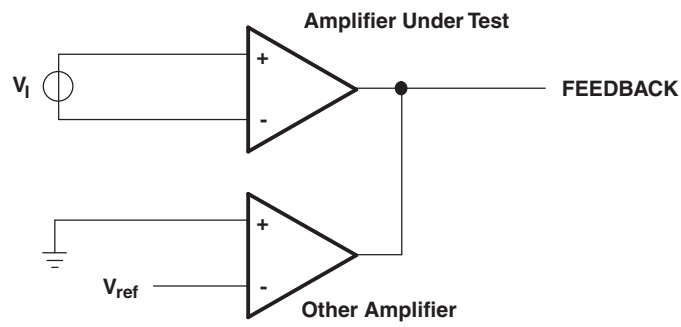 Amplifier Under Test
+
V_I
-
FEEDBACK
+
V_ref
-
Other Amplifier